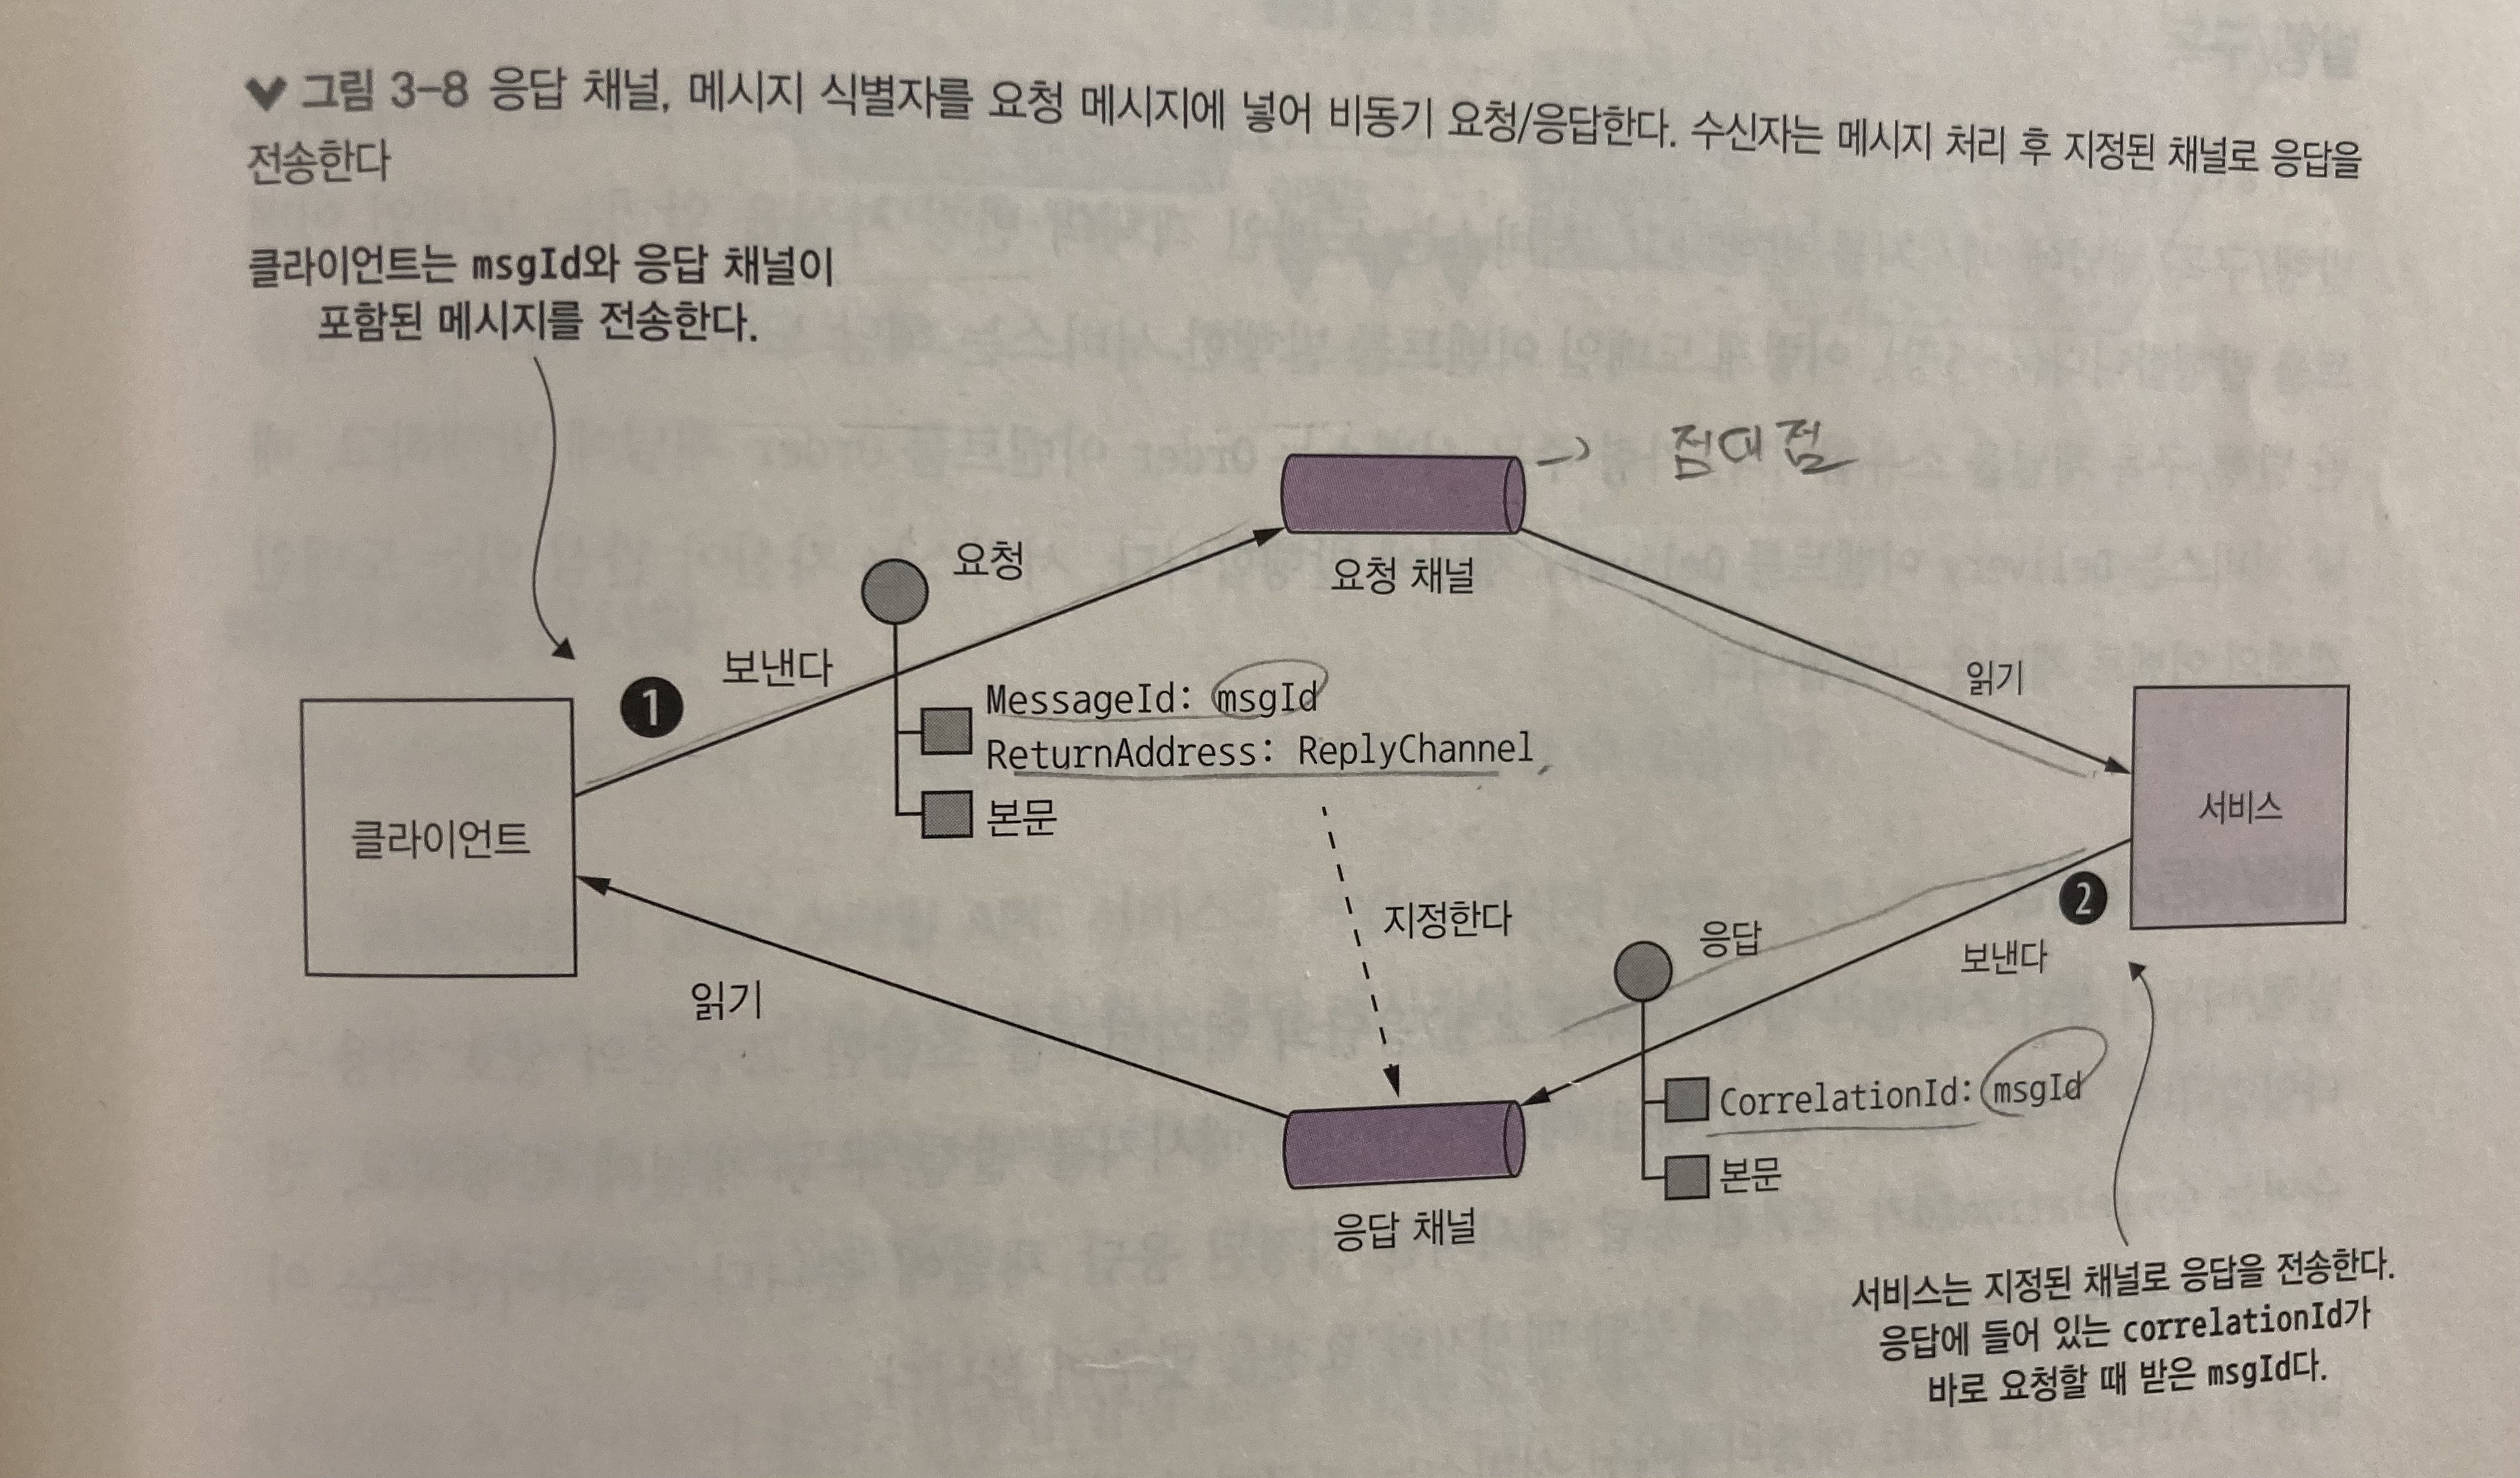 그림 3-8 응답 채널, 메시지 식별자를 요청 메시지에 넣어 비동기 요청/응답한다. 수신자는 메시지 처리 후 지정된 채널로 응답을
전송한다
클라이언트는 msgId와 응답 채널이
포함된 메시지를 전송한다.
→ 점대점
요청
요청 채널
보낸다
1
읽기
MessageId: msgId
ReturnAddress: ReplyChannel
본문
클라이언트
서비스
지정한다
2
응답
보낸다
읽기
CorrelationId: msgId
본문
응답 채널
서비스는 지정된 채널로 응답을 전송한다.
응답에 들어 있는 correlationId가
바로 요청할 때 받은 msgId다.